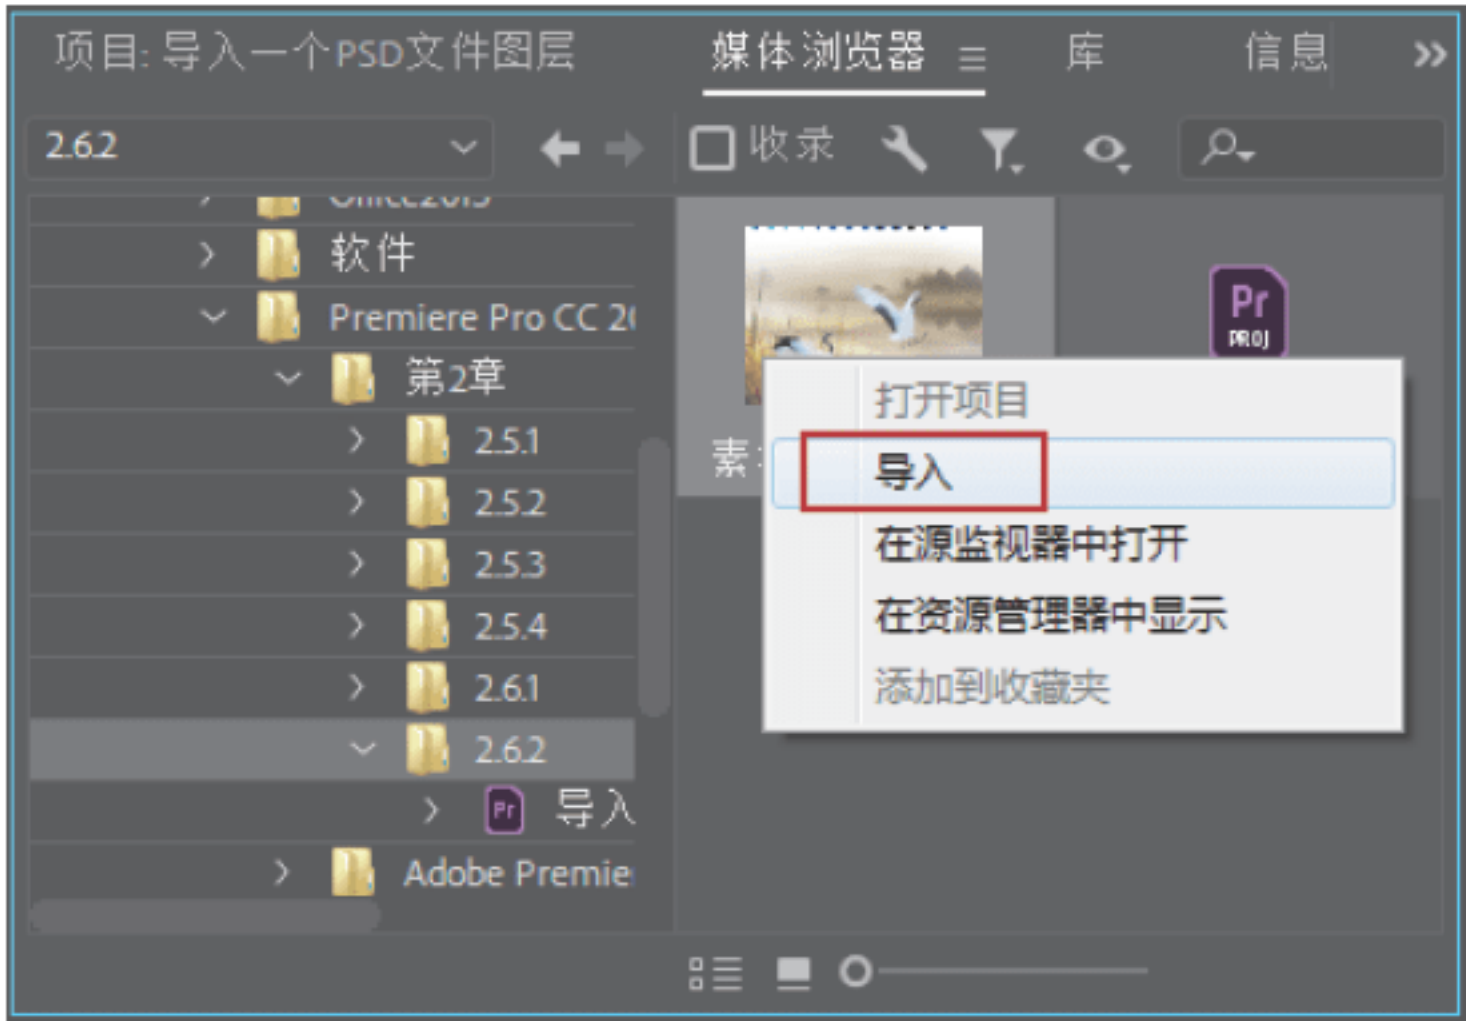 项目: 导入一个PSD文件图层
媒体浏览器
库
信息
2.6.2
收录
Office2013
软件
Premiere Pro CC 20
第2章
2.5.1
2.5.2
2.5.3
2.5.4
2.6.1
2.6.2
导入
Adobe Premie
Pr
PROJ
素
打开项目
导入
在源监视器中打开
在资源管理器中显示
添加到收藏夹
Pr